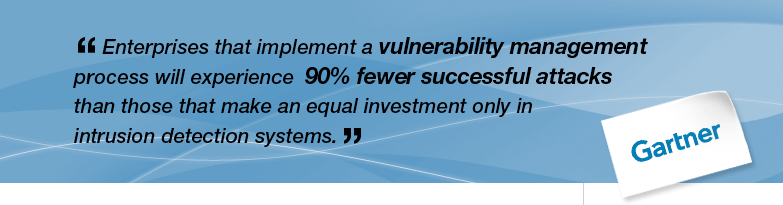 “ Enterprises that implement a vulnerability management
process will experience 90% fewer successful attacks
than those that make an equal investment only in
intrusion detection systems. ”
Gartner